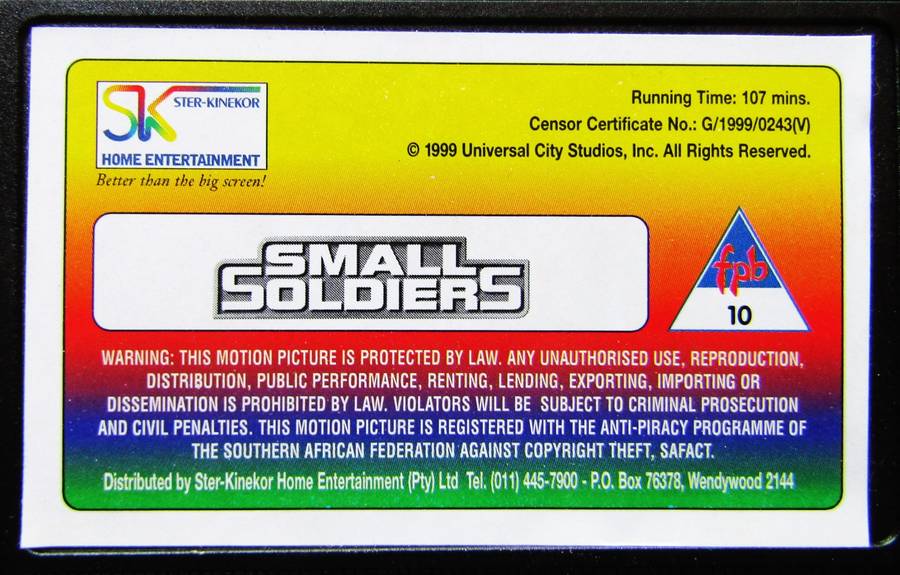 SK STER-KINEKOR
HOME ENTERTAINMENT
Better than the big screen!
Running Time: 107 mins.
Censor Certificate No.: G/1999/0243(V)
© 1999 Universal City Studios, Inc. All Rights Reserved.
SMALL
SOLDIERS
fpb
10
WARNING: THIS MOTION PICTURE IS PROTECTED BY LAW. ANY UNAUTHORISED USE, REPRODUCTION,
DISTRIBUTION, PUBLIC PERFORMANCE, RENTING, LENDING, EXPORTING, IMPORTING OR
DISSEMINATION IS PROHIBITED BY LAW. VIOLATORS WILL BE SUBJECT TO CRIMINAL PROSECUTION
AND CIVIL PENALTIES. THIS MOTION PICTURE IS REGISTERED WITH THE ANTI-PIRACY PROGRAMME OF
THE SOUTHERN AFRICAN FEDERATION AGAINST COPYRIGHT THEFT, SAFACT.
Distributed by Ster-Kinekor Home Entertainment (Pty) Ltd Tel. (011) 445-7900 - P.O. Box 76378, Wendywood 2144